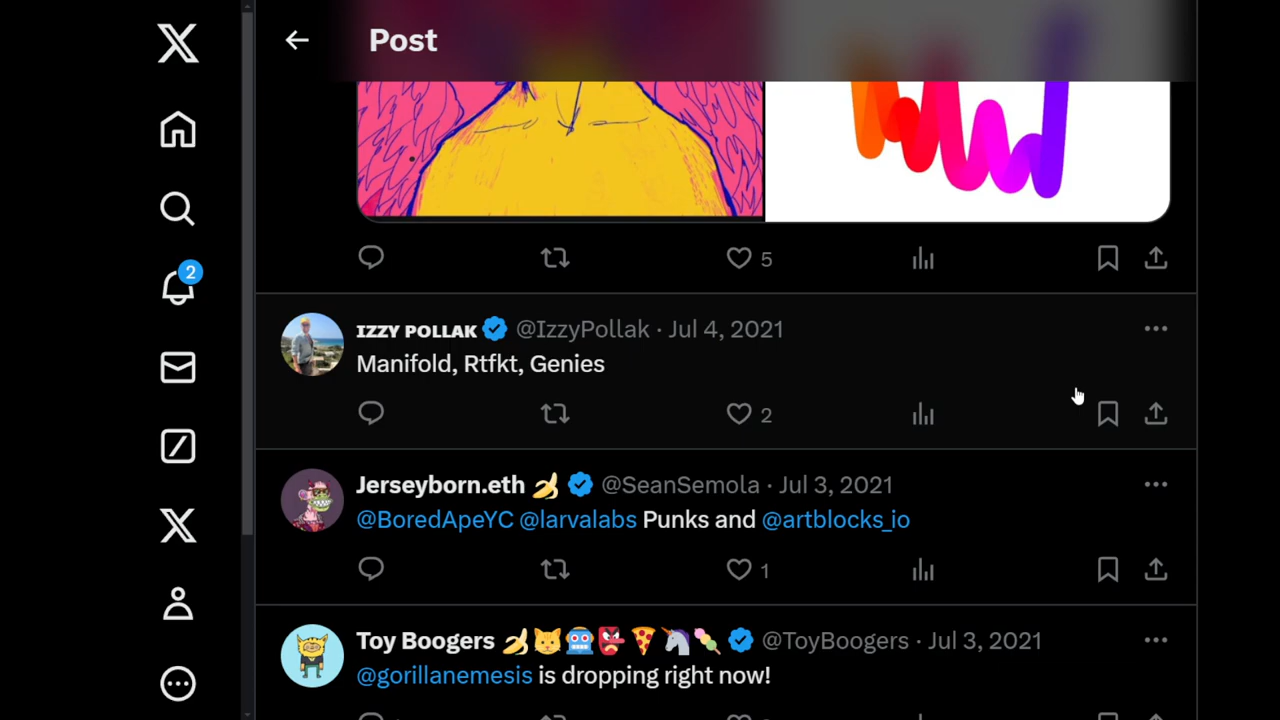 Post
5
2
IZZY POLLAK @IzzyPollak · Jul 4, 2021
Manifold, Rtfkt, Genies
2
Jerseyborn.eth 🍌 @SeanSemola · Jul 3, 2021
@BoredApeYC @larvalabs Punks and @artblocks_io
1
Toy Boogers 🍌🐱🤖👺🍕🦄🍡 @ToyBoogers · Jul 3, 2021
@gorillanemesis is dropping right now!